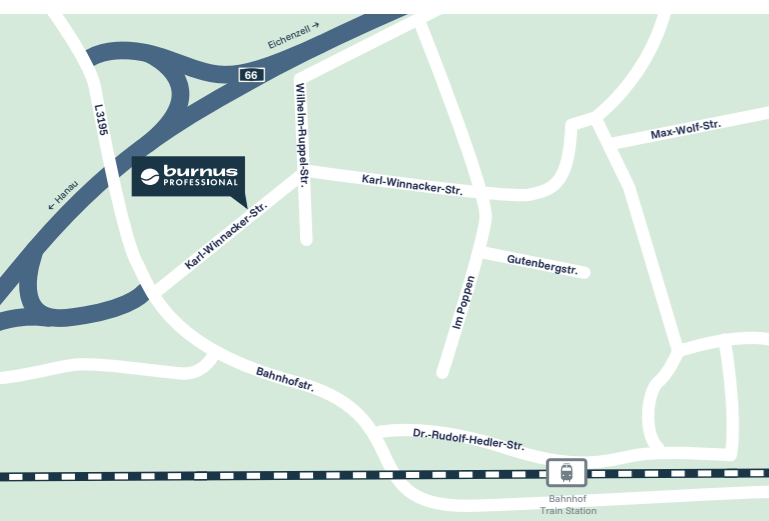 Eichenzell →
66
L3195
Wilhelm-Ruppel-Str.
Max-Wolf-Str.
burnus
PROFESSIONAL
Karl-Winnacker-Str.
← Hanau
Karl-Winnacker-Str.
Gutenbergstr.
Im Poppen
Bahnhofstr.
Dr.-Rudolf-Hedler-Str.
Bahnhof
Train Station